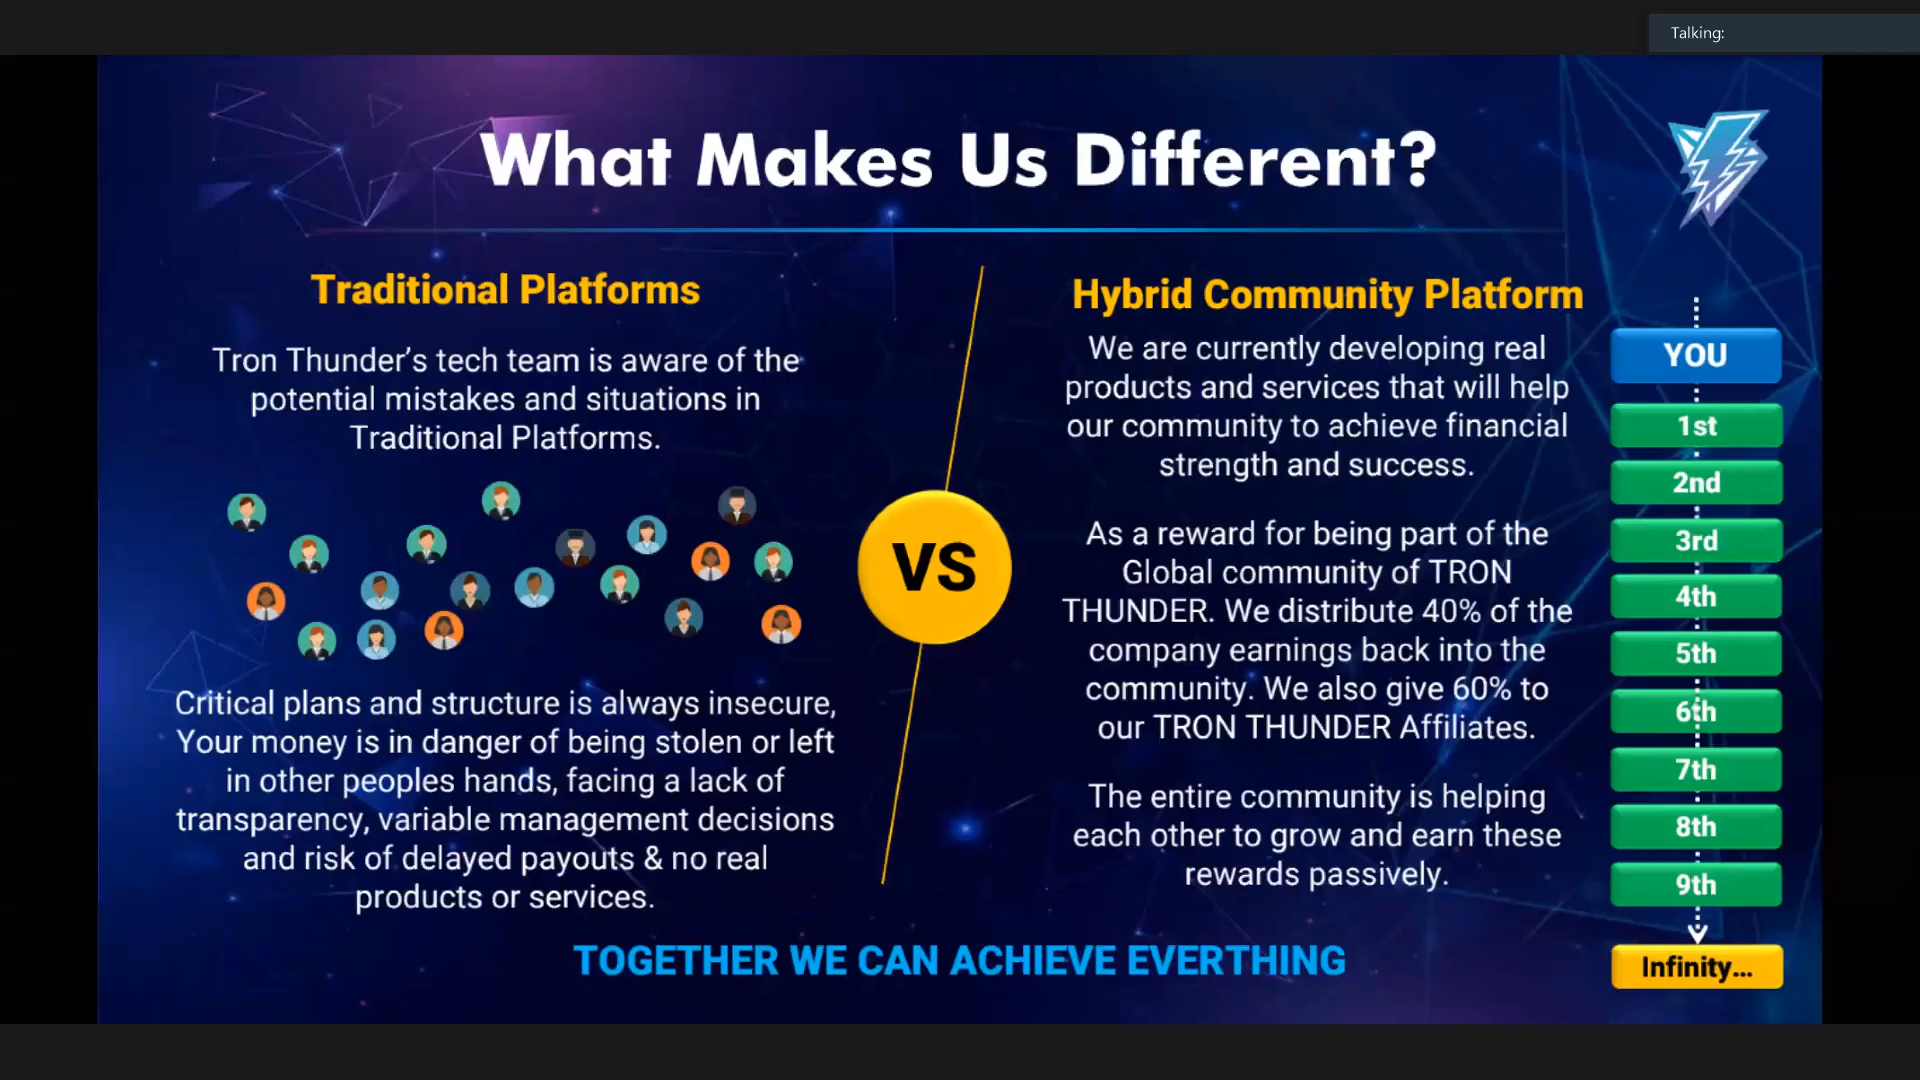 Talking:
What Makes Us Different?
Traditional Platforms
Tron Thunder's tech team is aware of the
potential mistakes and situations in
Traditional Platforms.
Critical plans and structure is always insecure,
Your money is in danger of being stolen or left
in other peoples hands, facing a lack of
transparency, variable management decisions
and risk of delayed payouts & no real
products or services.
VS
Hybrid Community Platform
We are currently developing real
products and services that will help
our community to achieve financial
strength and success.
As a reward for being part of the
Global community of TRON
THUNDER. We distribute 40% of the
company earnings back into the
community. We also give 60% to
our TRON THUNDER Affiliates.
The entire community is helping
each other to grow and earn these
rewards passively.
YOU
1st
2nd
3rd
4th
5th
6th
7th
8th
9th
Infinity...
TOGETHER WE CAN ACHIEVE EVERTHING